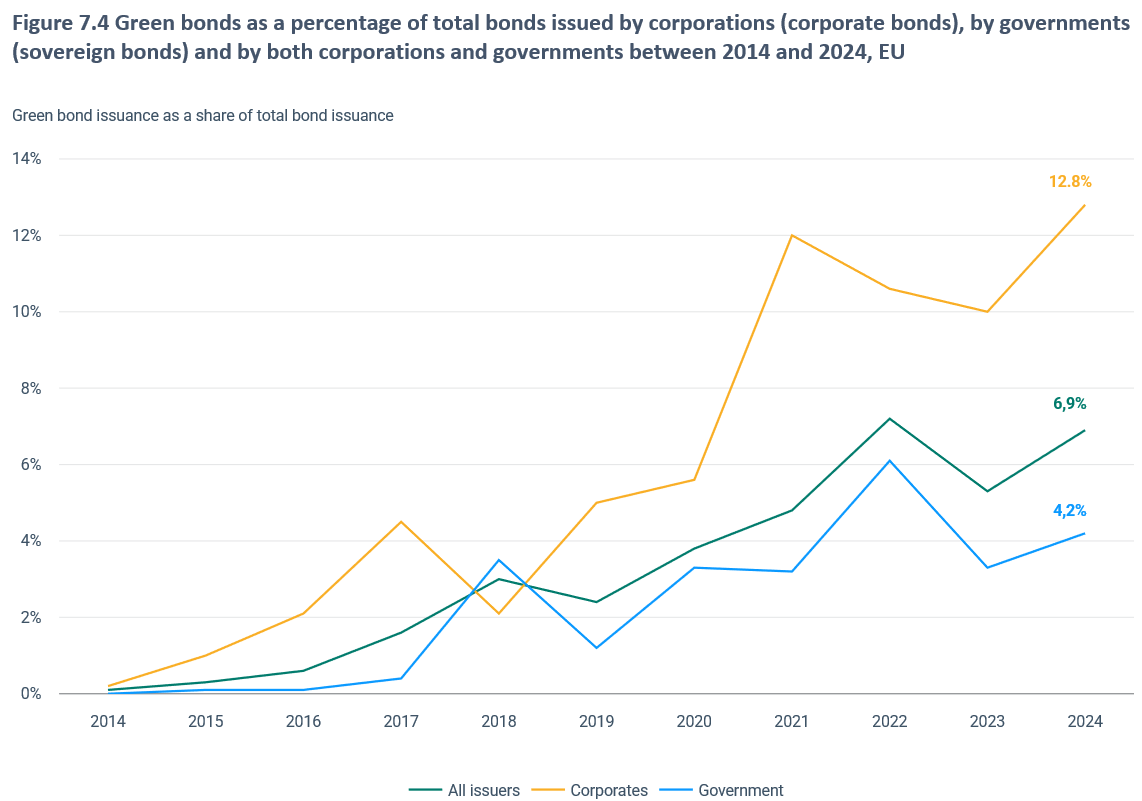 Figure 7.4 Green bonds as a percentage of total bonds issued by corporations (corporate bonds), by governments
(sovereign bonds) and by both corporations and governments between 2014 and 2024, EU
Green bond issuance as a share of total bond issuance
14%
12.8%
12%
10%
8%
6,9%
6%
4,2%
4%
2%
0%
2014 2015 2016 2017 2018 2019 2020 2021 2022 2023 2024
All issuers Corporates Government